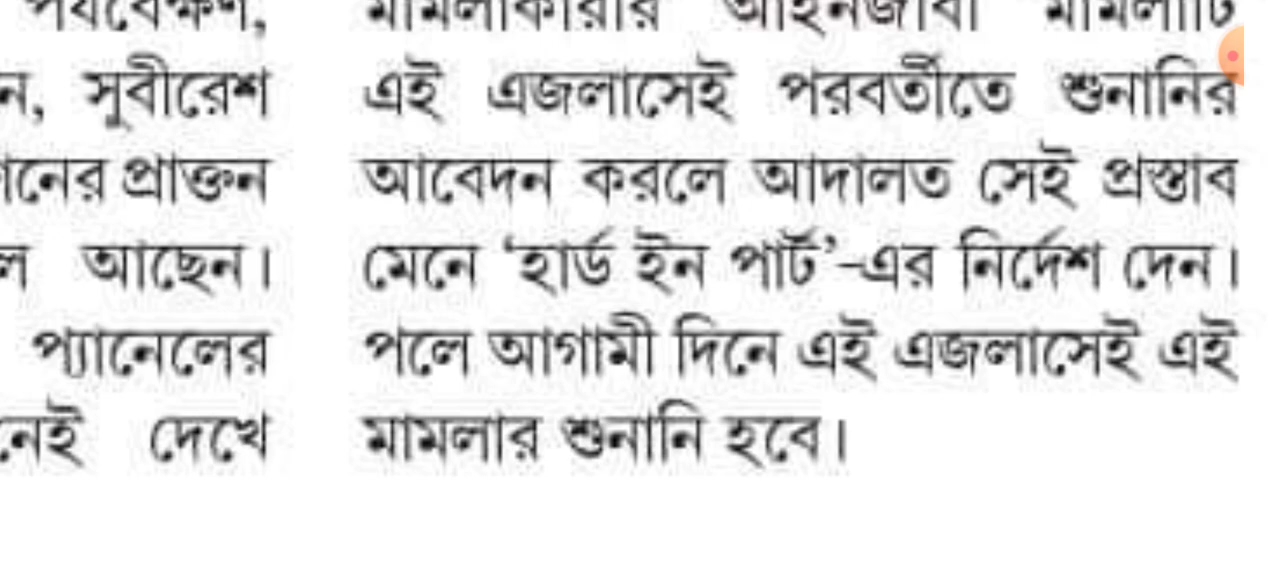 পর্যবেক্ষণ,
ন, সুবীরেশ
নের প্রাক্তন
ল আছেন।
প্যানেলের
নেই দেখে
মামলাকারীর আইনজীবী মামলাটি
এই এজলাসেই পরবর্তীতে শুনানির
আবেদন করলে আদালত সেই প্রস্তাব
মেনে ‘হার্ড ইন পার্ট’-এর নির্দেশ দেন।
পলে আগামী দিনে এই এজলাসেই এই
মামলার শুনানি হবে।